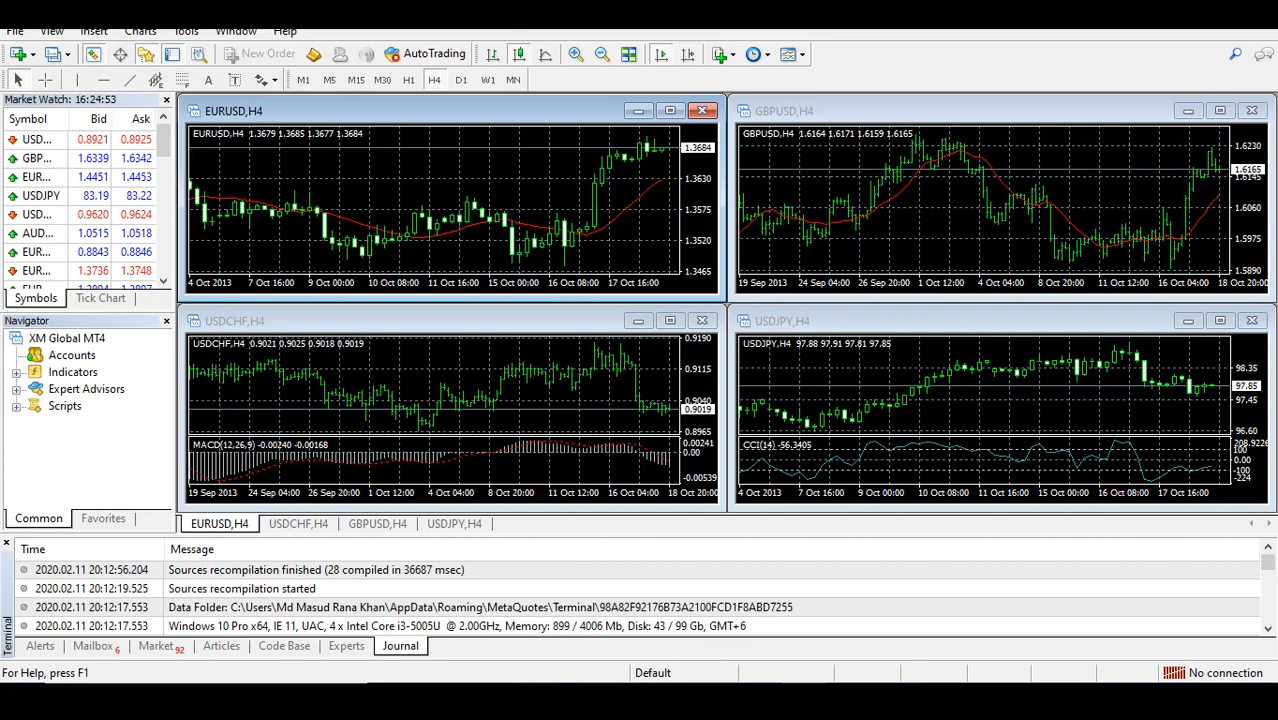 File View Insert Charts Tools Window Help
New Order AutoTrading
A T M1 M5 M15 M30 H1 H4 D1 W1 MN
Market Watch: 16:24:53
Symbol Bid Ask
USD... 0.8921 0.8925
GBP... 1.6339 1.6342
EUR... 1.4451 1.4453
USDJPY 83.19 83.22
USD... 0.9620 0.9624
AUD... 1.0515 1.0518
EUR... 0.8843 0.8846
EUR... 1.3736 1.3748
Symbols Tick Chart
Navigator
XM Global MT4
Accounts
Indicators
Expert Advisors
Scripts
Common Favorites
EURUSD,H4
EURUSD,H4 1.3679 1.3685 1.3677 1.3684
1.3684
1.3630
1.3575
1.3520
1.3465
4 Oct 2013 7 Oct 16:00 9 Oct 00:00 10 Oct 08:00 11 Oct 16:00 15 Oct 00:00 16 Oct 08:00 17 Oct 16:00
GBPUSD,H4
GBPUSD,H4 1.6164 1.6171 1.6159 1.6165
1.6230
1.6165
1.6145
1.6060
1.5975
1.5890
19 Sep 2013 24 Sep 04:00 26 Sep 20:00 1 Oct 12:00 4 Oct 04:00 8 Oct 20:00 11 Oct 12:00 16 Oct 04:00 18 Oct 20:00
USDCHF,H4
USDCHF,H4 0.9021 0.9025 0.9018 0.9019
0.9190
0.9115
0.9040
0.9019
0.8965
MACD(12,26,9) -0.00240 -0.00168
0.00241
0.00
-0.00539
19 Sep 2013 24 Sep 04:00 26 Sep 20:00 1 Oct 12:00 4 Oct 04:00 8 Oct 20:00 11 Oct 12:00 16 Oct 04:00 18 Oct 20:00
USDJPY,H4
USDJPY,H4 97.88 97.91 97.81 97.85
98.35
97.85
97.45
96.60
CCI(14) -56.3405
208.9226
100
0.00
-100
-224
4 Oct 2013 7 Oct 16:00 9 Oct 00:00 10 Oct 08:00 11 Oct 16:00 15 Oct 00:00 16 Oct 08:00 17 Oct 16:00
EURUSD,H4 USDCHF,H4 GBPUSD,H4 USDJPY,H4
Time Message
2020.02.11 20:12:56.204 Sources recompilation finished (28 compiled in 36687 msec)
2020.02.11 20:12:19.525 Sources recompilation started
2020.02.11 20:12:17.553 Data Folder: C:\Users\Md Masud Rana Khan\AppData\Roaming\MetaQuotes\Terminal\98A82F92176B73A2100FCD1F8ABD7255
2020.02.11 20:12:17.553 Windows 10 Pro x64, IE 11, UAC, 4 x Intel Core i3-5005U @ 2.00GHz, Memory: 899 / 4006 Mb, Disk: 43 / 99 Gb, GMT+6
Terminal
Alerts Mailbox 6 Market 92 Articles Code Base Experts Journal
For Help, press F1 Default No connection